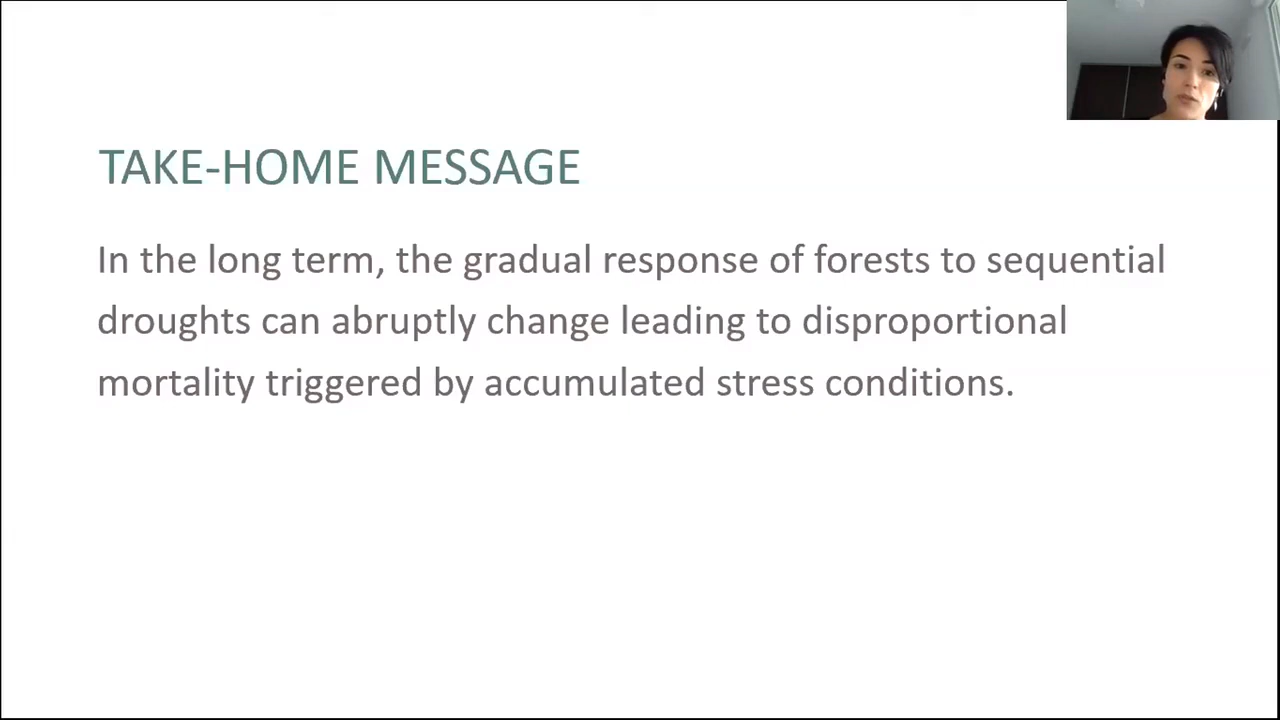 TAKE-HOME MESSAGE
In the long term, the gradual response of forests to sequential
droughts can abruptly change leading to disproportional
mortality triggered by accumulated stress conditions.